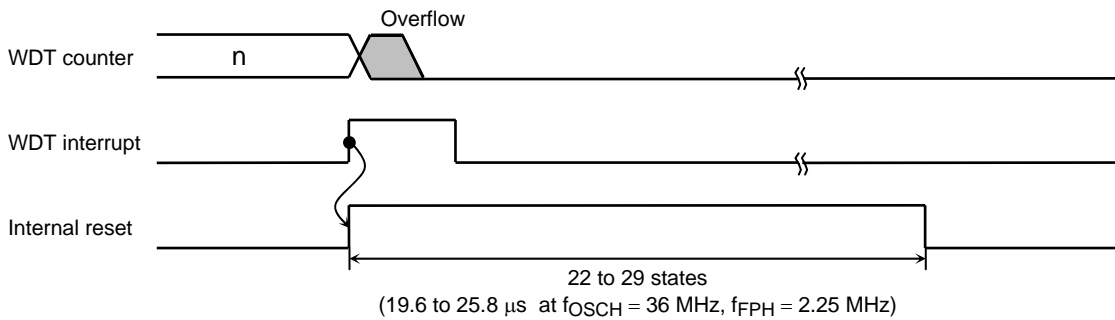 Overflow
WDT counter
n
WDT interrupt
Internal reset
22 to 29 states
(19.6 to 25.8 μs at fOSCH = 36 MHz, fFPH = 2.25 MHz)